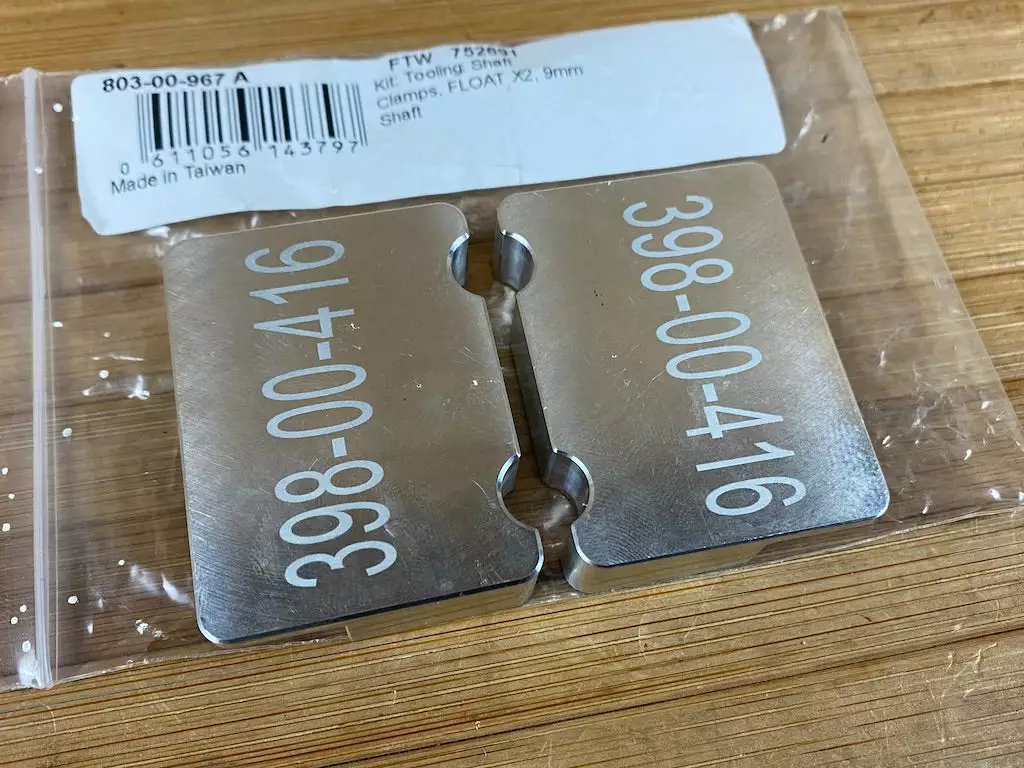 803-00-967 A
0 611056 143797
Made in Taiwan
FTW 752691
Kit: Tooling: Shaft
Clamps, FLOAT X2, 9mm
Shaft
398-00-416
398-00-416